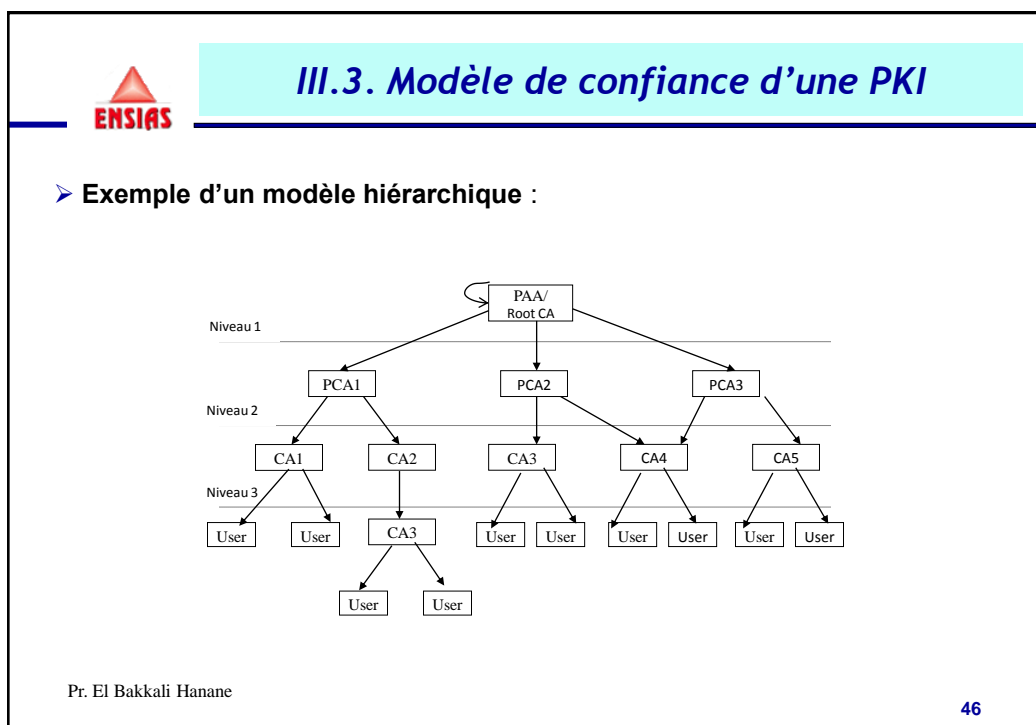 III.3. Modèle de confiance d'une PKI
ENSIAS
➢ Exemple d'un modèle hiérarchique :
PAA/
Root CA
Niveau 1
PCA1 PCA2 PCA3
Niveau 2
CA1 CA2 CA3 CA4 CA5
Niveau 3
User User CA3 User User User User User User
User User
Pr. El Bakkali Hanane
46